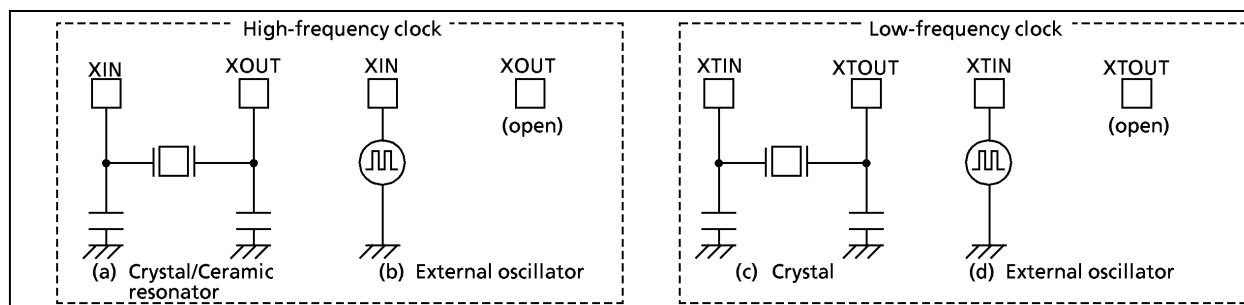 High-frequency clock
XIN
XOUT
XIN
XOUT
(open)
(a) Crystal/Ceramic
resonator
(b) External oscillator
Low-frequency clock
XTIN
XTOUT
XTIN
XTOUT
(open)
(c) Crystal
(d) External oscillator